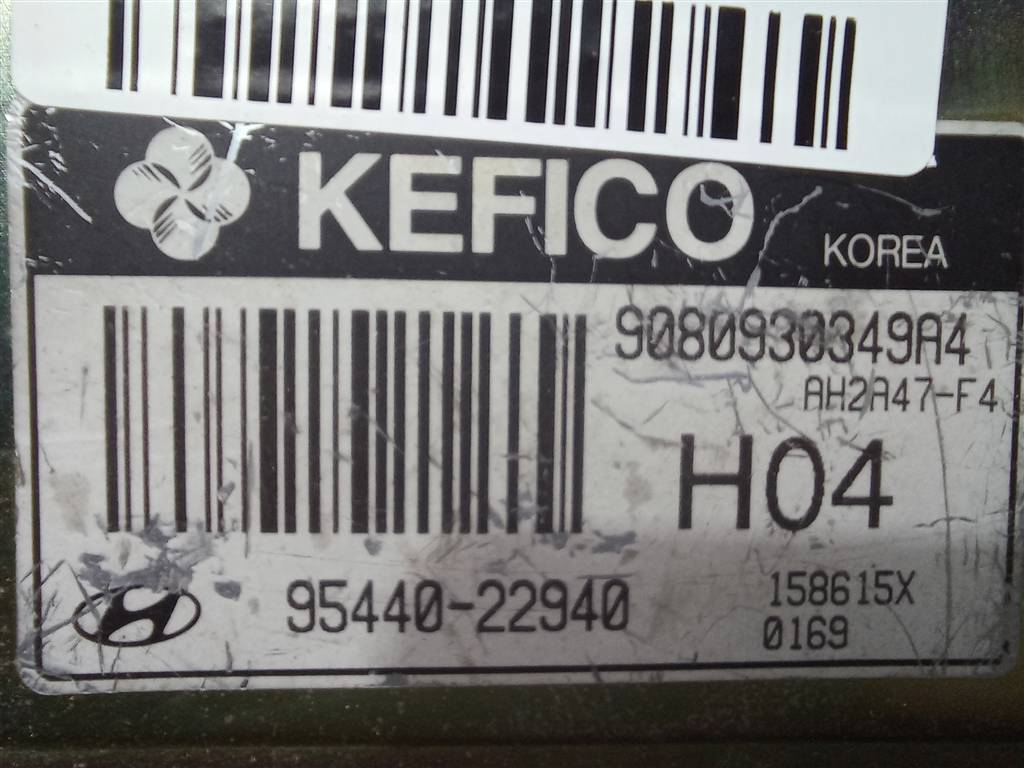 KEFICO KOREA
9080930349A4
AH2A47-F4
H04
95440-22940
158615X
0169